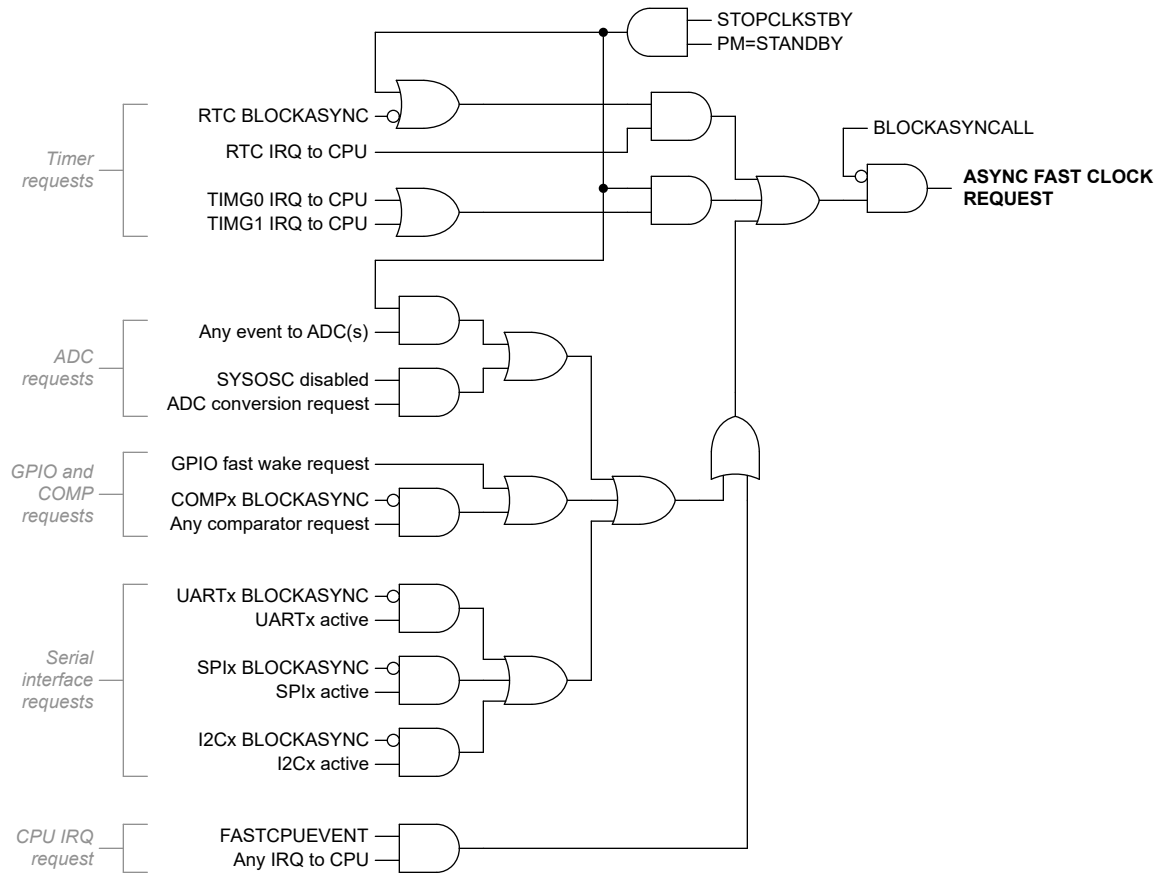 STOPCLKSTBY
PM=STANDBY
RTC BLOCKASYNC
RTC IRQ to CPU
Timer
requests
TIMG0 IRQ to CPU
TIMG1 IRQ to CPU
BLOCKASYNCALL
ASYNC FAST CLOCK
REQUEST
Any event to ADC(s)
ADC
requests
SYSOSC disabled
ADC conversion request
GPIO and
COMP
requests
GPIO fast wake request
COMPx BLOCKASYNC
Any comparator request
UARTx BLOCKASYNC
UARTx active
Serial
interface
requests
SPIx BLOCKASYNC
SPIx active
I2Cx BLOCKASYNC
I2Cx active
CPU IRQ
request
FASTCPUEVENT
Any IRQ to CPU